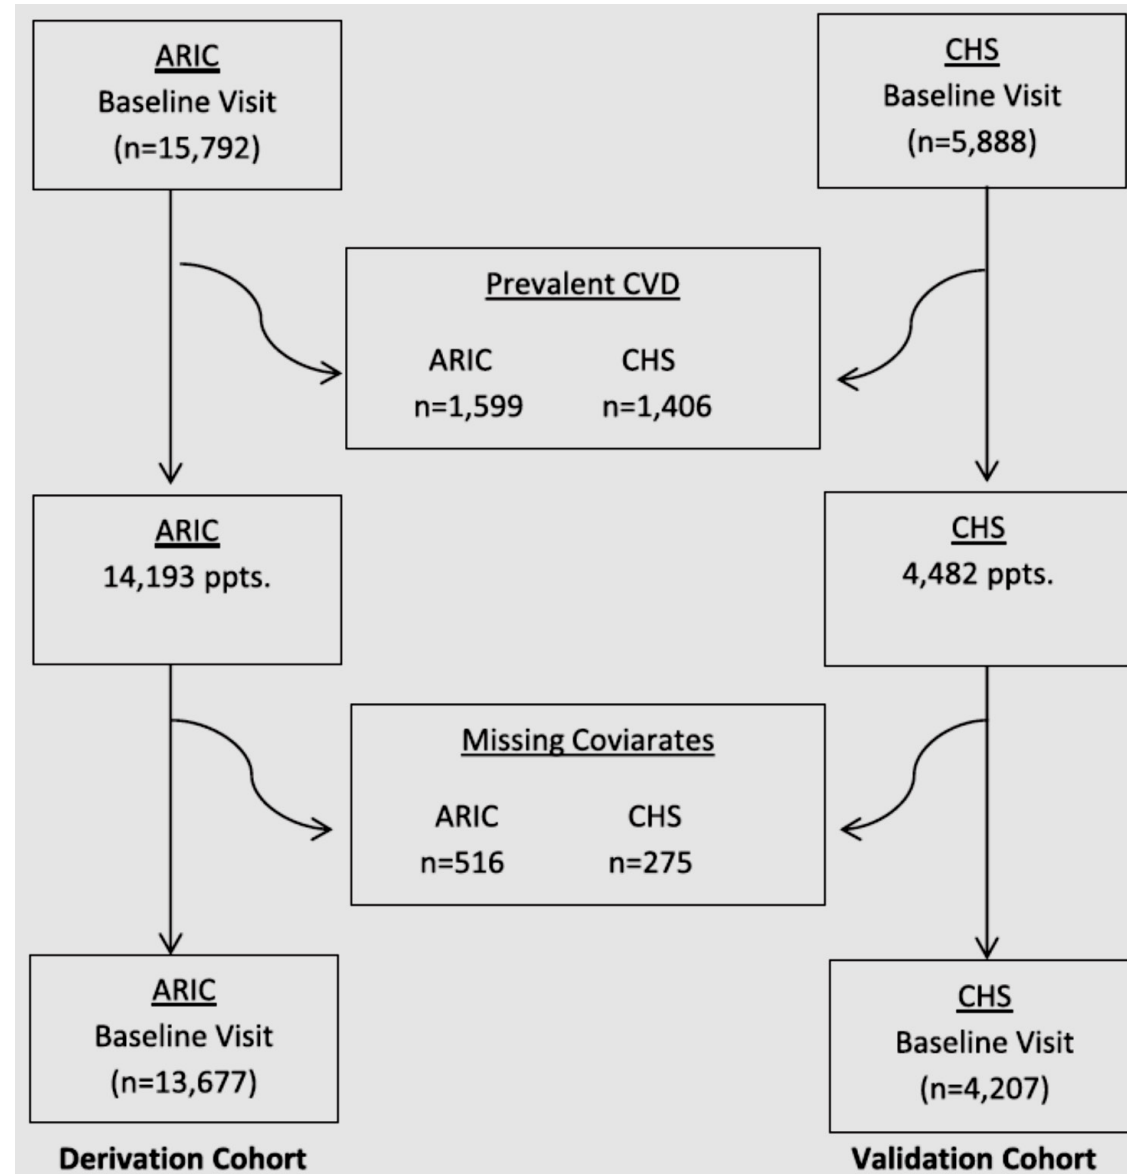 ARIC
Baseline Visit
(n=15,792)
CHS
Baseline Visit
(n=5,888)
Prevalent CVD
ARIC CHS
n=1,599 n=1,406
ARIC
14,193 ppts.
CHS
4,482 ppts.
Missing Coviarates
ARIC CHS
n=516 n=275
ARIC
Baseline Visit
(n=13,677)
Derivation Cohort
CHS
Baseline Visit
(n=4,207)
Validation Cohort